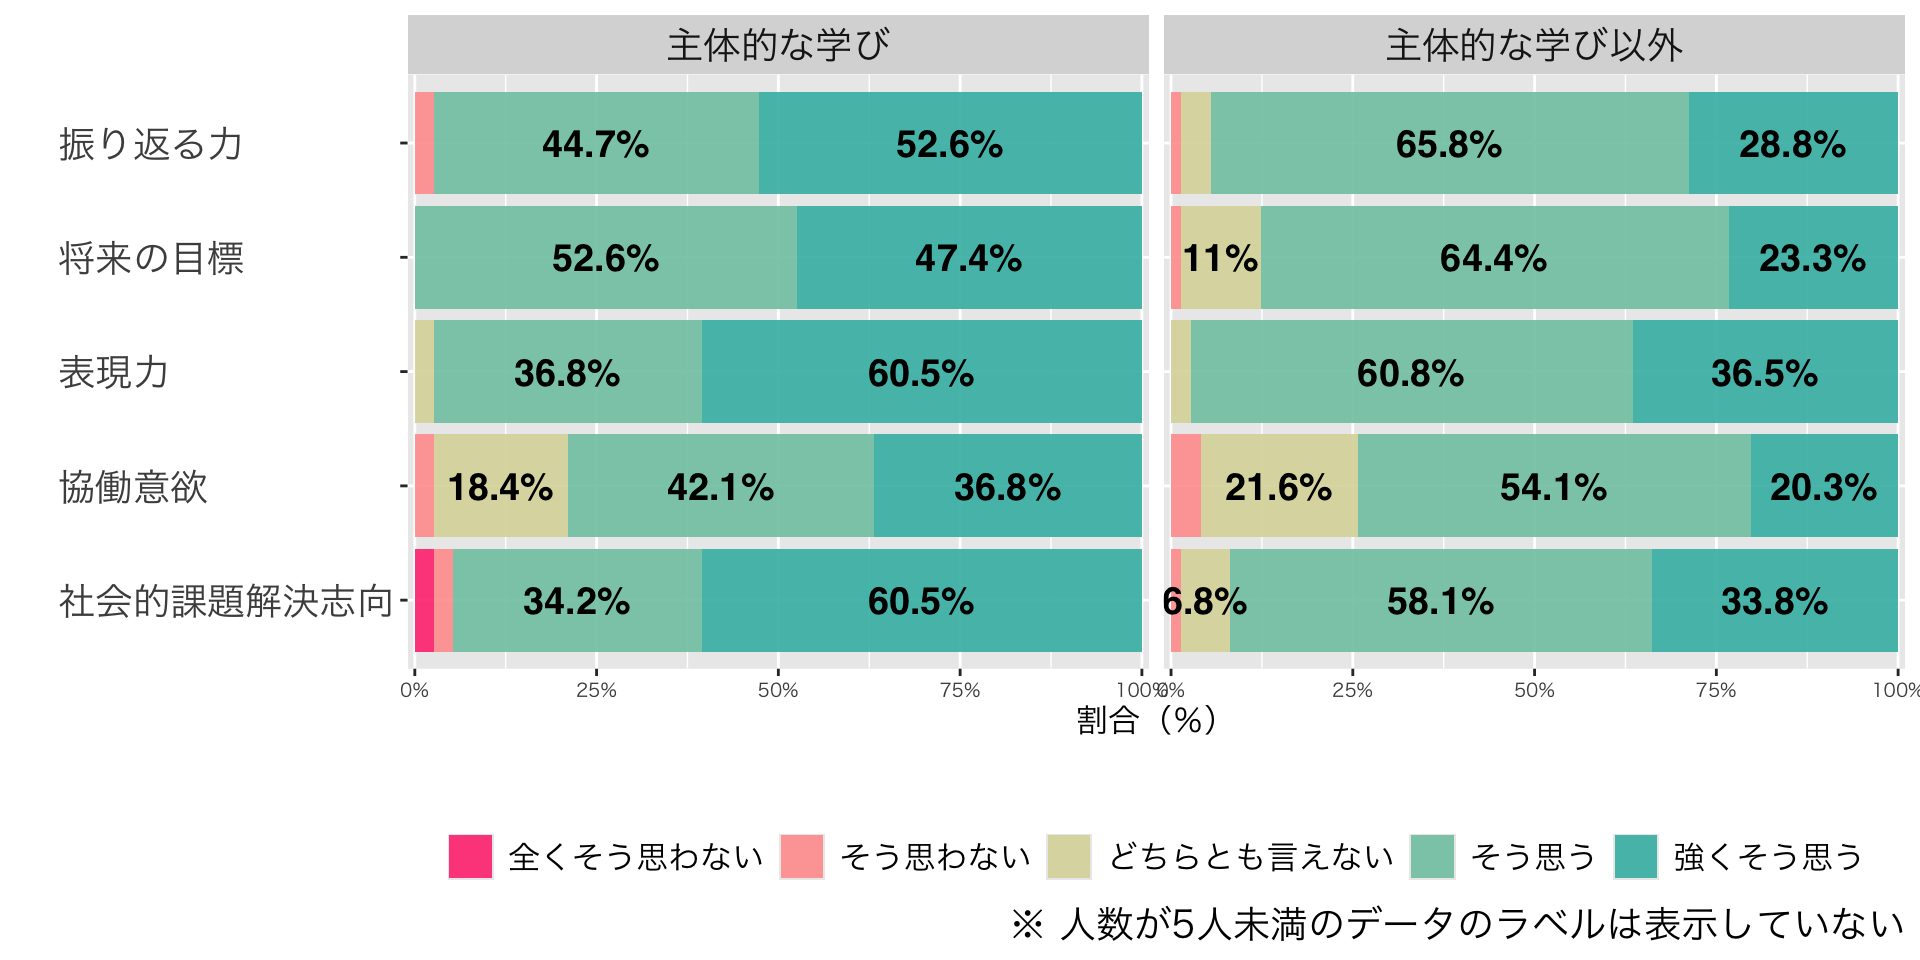 主体的な学び 主体的な学び以外
振り返る力 44.7% 52.6% 65.8% 28.8%
将来の目標 52.6% 47.4% 11% 64.4% 23.3%
表現力 36.8% 60.5% 60.8% 36.5%
協働意欲 18.4% 42.1% 36.8% 21.6% 54.1% 20.3%
社会的課題解決志向 34.2% 60.5% 6.8% 58.1% 33.8%
0% 25% 50% 75% 100% 0% 25% 50% 75% 100%
割合（%）
全くそう思わない そう思わない どちらとも言えない そう思う 強くそう思う
※ 人数が5人未満のデータのラベルは表示していない